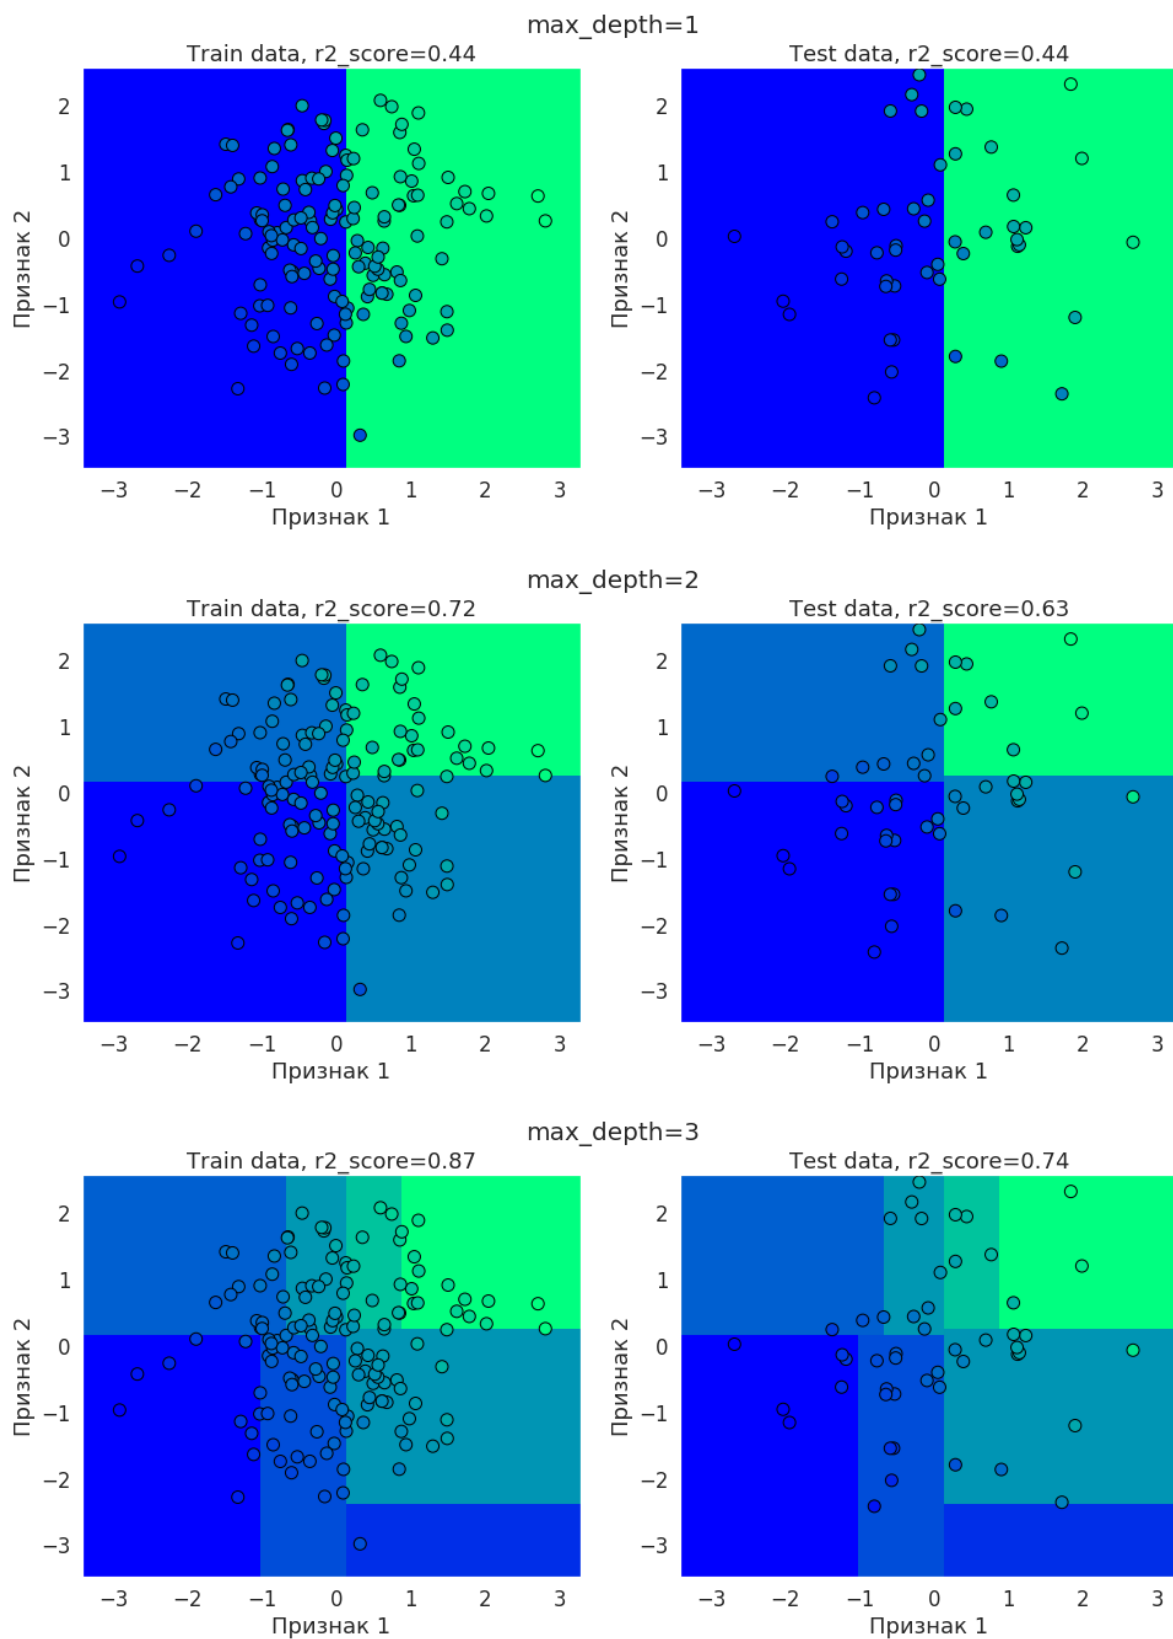 max_depth=1
Train data, r2_score=0.44
Test data, r2_score=0.44
2
1
0
−1
−2
−3
Признак 2
−3 −2 −1 0 1 2 3
Признак 1
2
1
0
−1
−2
−3
Признак 2
−3 −2 −1 0 1 2 3
Признак 1
max_depth=2
Train data, r2_score=0.72
Test data, r2_score=0.63
2
1
0
−1
−2
−3
Признак 2
−3 −2 −1 0 1 2 3
Признак 1
2
1
0
−1
−2
−3
Признак 2
−3 −2 −1 0 1 2 3
Признак 1
max_depth=3
Train data, r2_score=0.87
Test data, r2_score=0.74
2
1
0
−1
−2
−3
Признак 2
−3 −2 −1 0 1 2 3
Признак 1
2
1
0
−1
−2
−3
Признак 2
−3 −2 −1 0 1 2 3
Признак 1